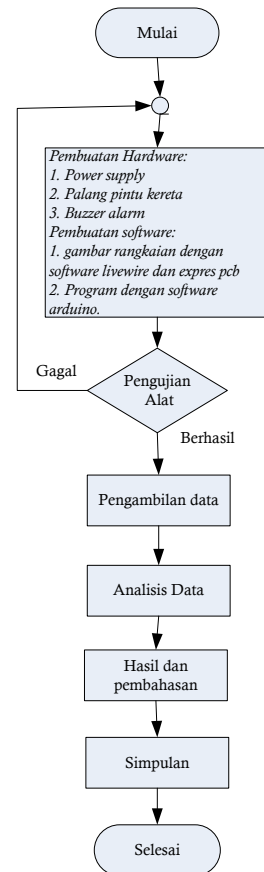 Mulai
Pembuatan Hardware:
1. Power supply
2. Palang pintu kereta
3. Buzzer alarm
Pembuatan software:
1. gambar rangkaian dengan
software livewire dan expres pcb
2. Program dengan software
arduino.
Gagal
Pengujian
Alat
Berhasil
Pengambilan data
Analisis Data
Hasil dan
pembahasan
Simpulan
Selesai